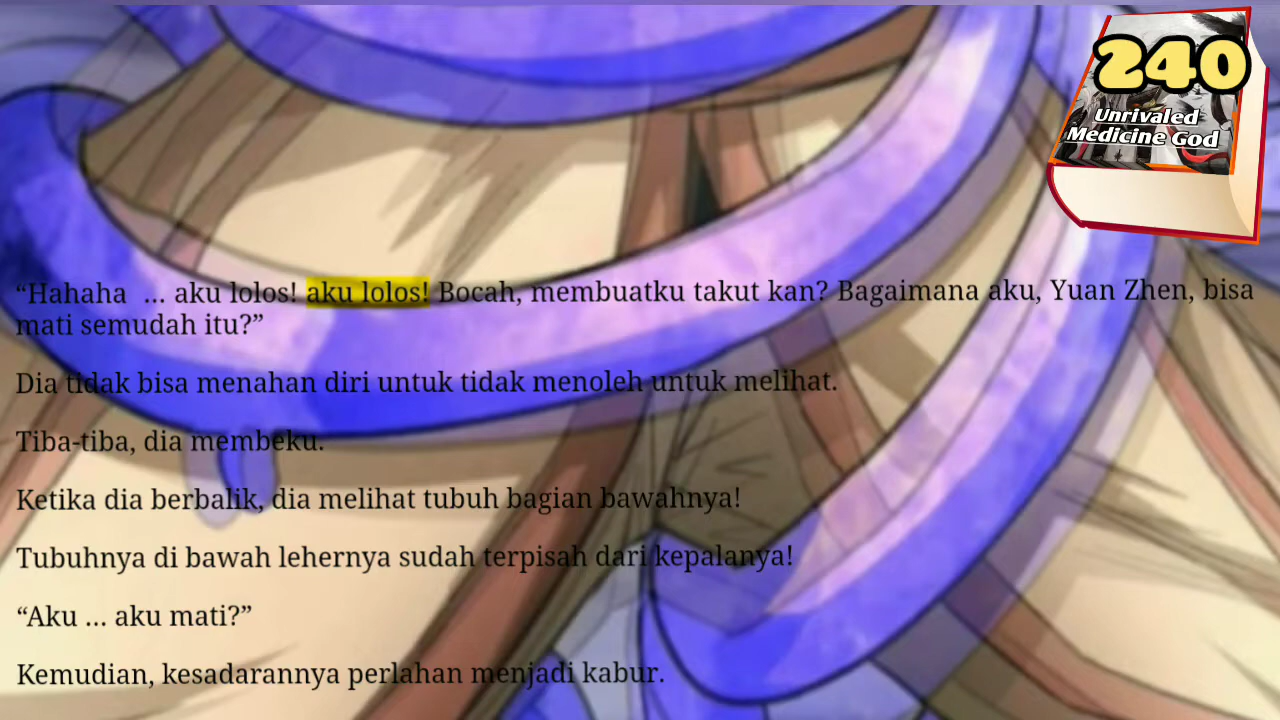 240
Unrivaled
Medicine God
“Hahaha  ... aku lolos! aku lolos! Bocah, membuatku takut kan? Bagaimana aku, Yuan Zhen, bisa
mati semudah itu?”
Dia tidak bisa menahan diri untuk tidak menoleh untuk melihat.
Tiba-tiba, dia membeku.
Ketika dia berbalik, dia melihat tubuh bagian bawahnya!
Tubuhnya di bawah lehernya sudah terpisah dari kepalanya!
“Aku ... aku mati?”
Kemudian, kesadarannya perlahan menjadi kabur.